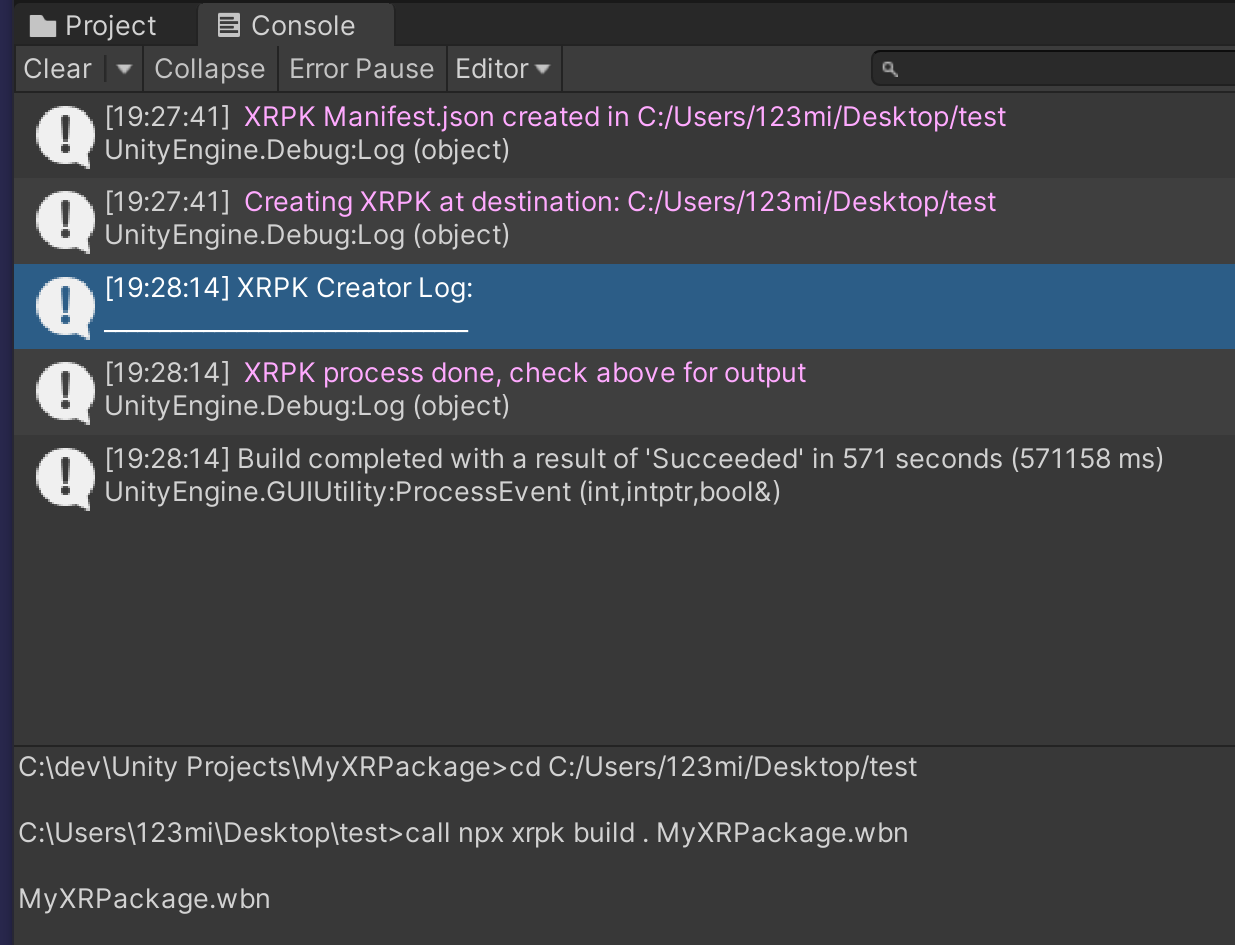 Project Console
Clear Collapse Error Pause Editor
[19:27:41] XRPK Manifest.json created in C:/Users/123mi/Desktop/test
UnityEngine.Debug:Log (object)
[19:27:41] Creating XRPK at destination: C:/Users/123mi/Desktop/test
UnityEngine.Debug:Log (object)
[19:28:14] XRPK Creator Log:
[19:28:14] XRPK process done, check above for output
UnityEngine.Debug:Log (object)
[19:28:14] Build completed with a result of 'Succeeded' in 571 seconds (571158 ms)
UnityEngine.GUIUtility:ProcessEvent (int,intptr,bool&)
C:\dev\Unity Projects\MyXRPackage>cd C:/Users/123mi/Desktop/test
C:\Users\123mi\Desktop\test>call npx xrpk build . MyXRPackage.wbn
MyXRPackage.wbn